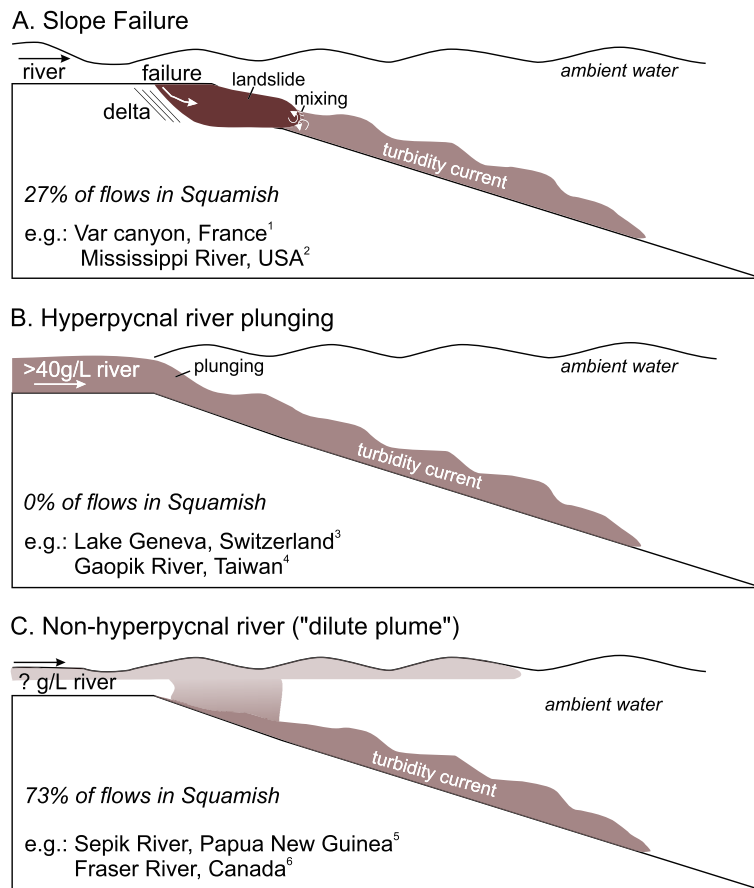 A. Slope Failure
river
failure
landslide
mixing
ambient water
delta
turbidity current
27% of flows in Squamish
e.g.: Var canyon, France¹
Mississippi River, USA²
B. Hyperpycnal river plunging
>40g/L river
plunging
ambient water
turbidity current
0% of flows in Squamish
e.g.: Lake Geneva, Switzerland³
Gaopik River, Taiwan⁴
C. Non-hyperpycnal river ("dilute plume")
? g/L river
ambient water
turbidity current
73% of flows in Squamish
e.g.: Sepik River, Papua New Guinea⁵
Fraser River, Canada⁶